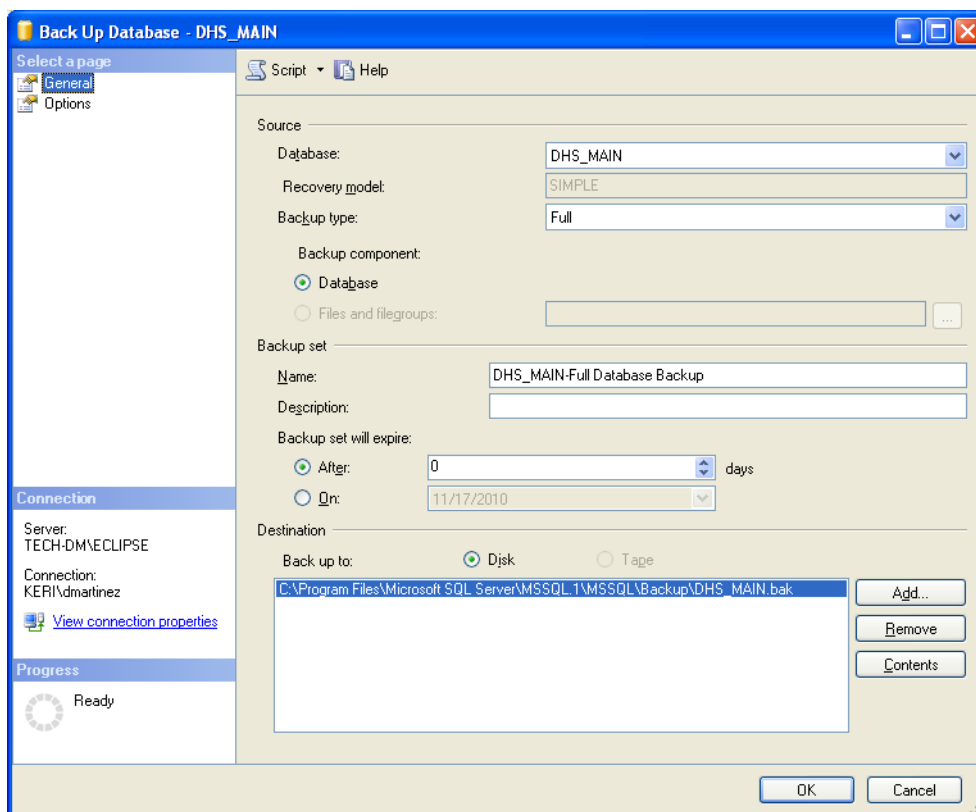 Back Up Database - DHS_MAIN
Select a page
General
Options
Script Help
Source
Database: DHS_MAIN
Recovery model: SIMPLE
Backup type: Full
Backup component:
Database
Files and filegroups: ...
Backup set
Name: DHS_MAIN-Full Database Backup
Description:
Backup set will expire:
After: 0 days
On: 11/17/2010
Destination
Back up to: Disk Tape
C:\Program Files\Microsoft SQL Server\MSSQL.1\MSSQL\Backup\DHS_MAIN.bak
Add...
Remove
Contents
Connection
Server:
TECH-DM\ECLIPSE
Connection:
KERI\dmartinez
View connection properties
Progress
Ready
OK Cancel